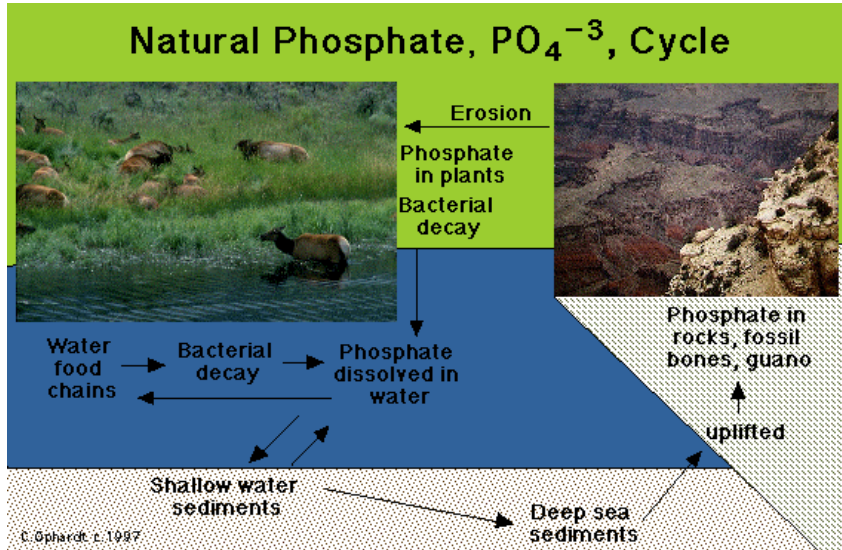 Natural Phosphate, PO₄⁻³, Cycle
Erosion
Phosphate
in plants
Bacterial
decay
Phosphate in
rocks, fossil
bones, guano
uplifted
Water
food
chains
Bacterial
decay
Phosphate
dissolved in
water
Shallow water
sediments
Deep sea
sediments
C.Ophardt c.1997